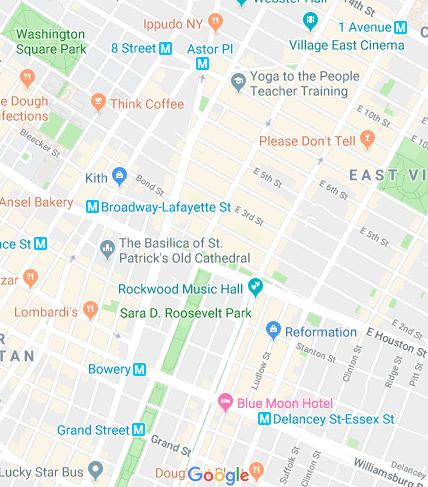 Webster Hall
14th St
Ippudo NY
1 Avenue M
Washington
Square Park
8 Street M
Astor Pl
M
Village East Cinema
Yoga to the People
Teacher Training
e Dough
fections
Think Coffee
E 10th St
E 10th St
Please Don't Tell
Bleecker St
Kith
Bond St
E 5th St
E 6th St
EAST VI
Ansel Bakery
M Broadway-Lafayette St
E 3rd St
E 5th St
nce St M
The Basilica of St.
Patrick's Old Cathedral
zar
Rockwood Music Hall
Lombardi's
Sara D. Roosevelt Park
Reformation
E 2nd St
E Houston St
R
TAN
Stanton St
Bowery M
Ludlow St
Clinton St
Ridge St
Pitt St
Delancey
Blue Moon Hotel
M Delancey St-Essex St
Grand Street M
Grand St
Lucky Star Bus
Doug
Google
Suffolk St
Clinton St
Williamsburg